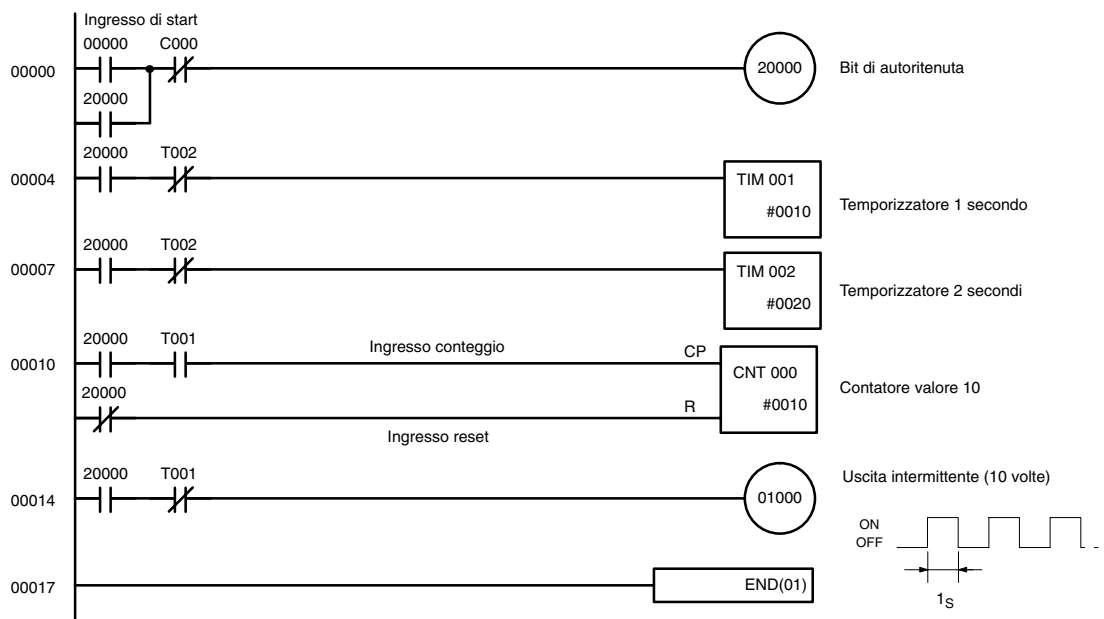 Ingresso di start
00000 C000
00000
20000
Bit di autoritenuta
20000
20000 T002
00004
TIM 001
#0010
Temporizzatore 1 secondo
20000 T002
00007
TIM 002
#0020
Temporizzatore 2 secondi
20000 T001
00010
Ingresso conteggio
CP
CNT 000
#0010
Contatore valore 10
20000
R
Ingresso reset
20000 T001
00014
01000
Uscita intermittente (10 volte)
ON
OFF
1S
00017
END(01)